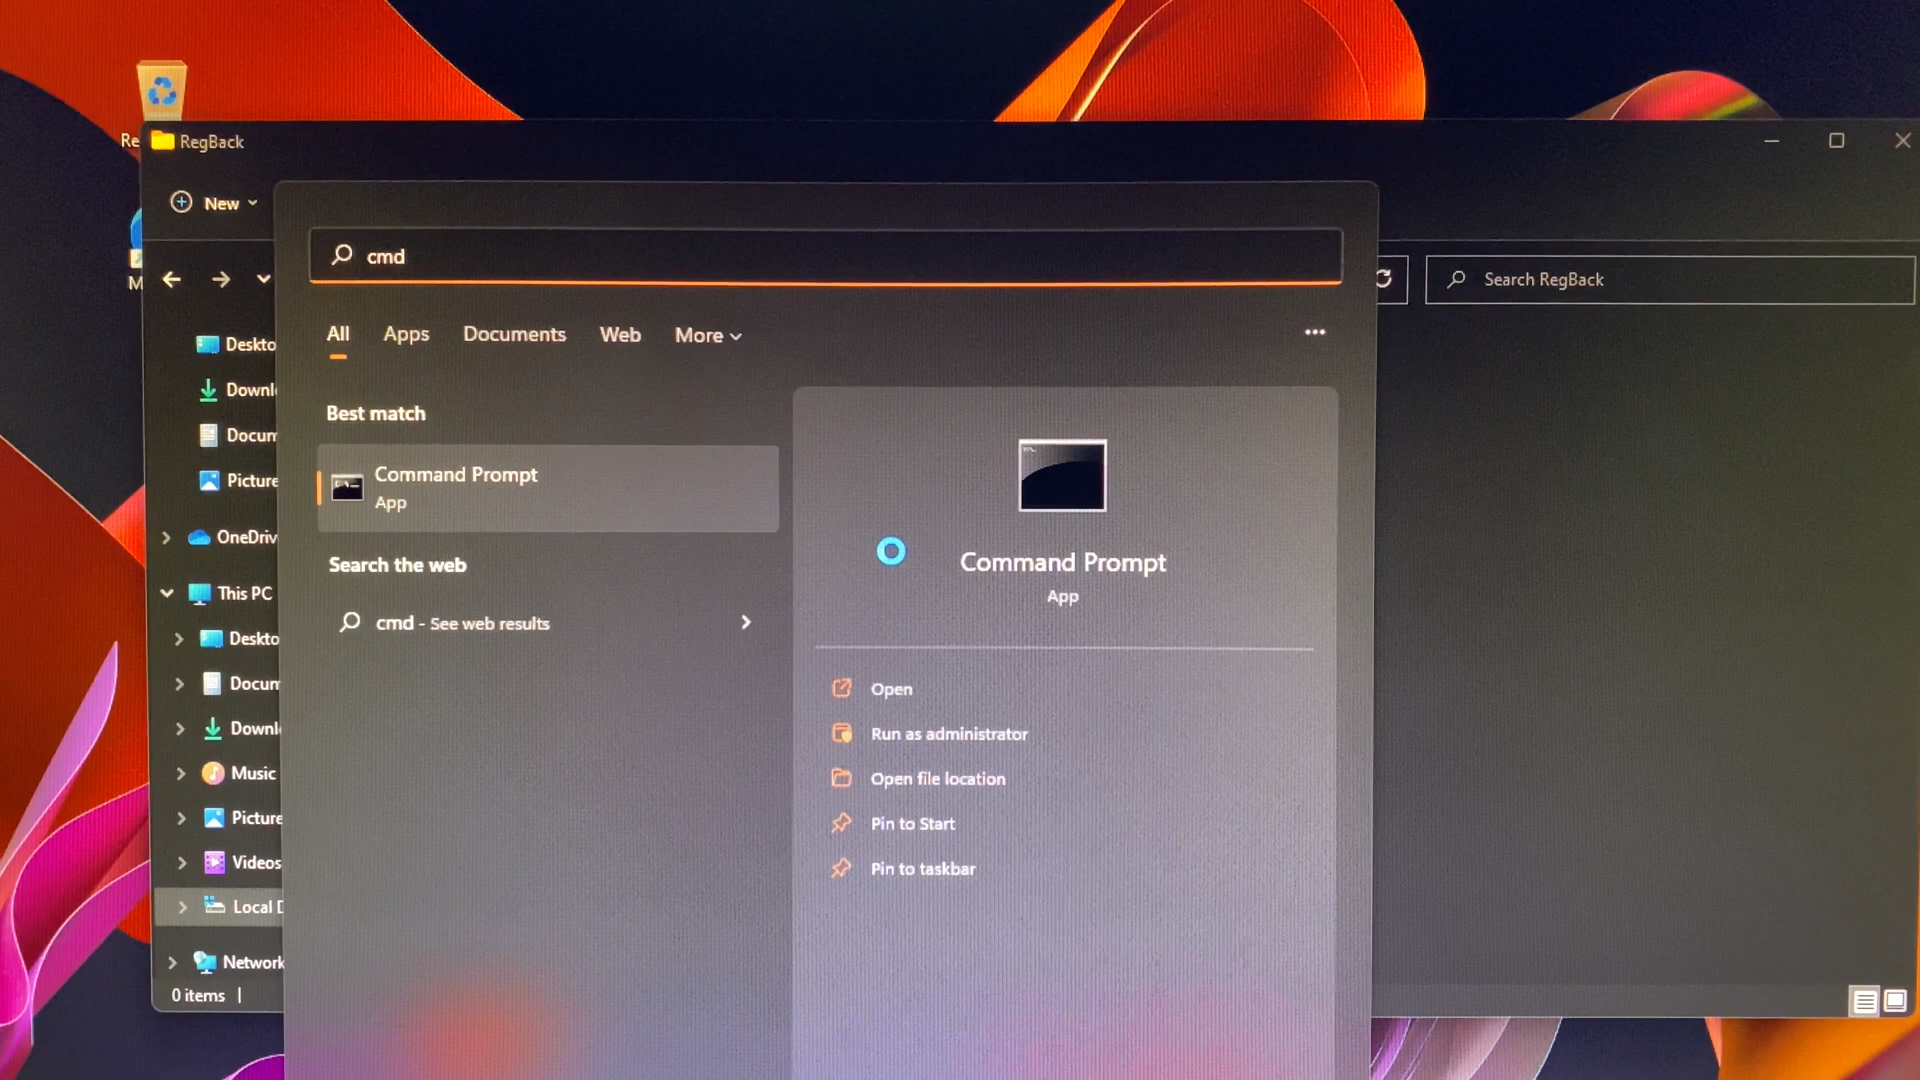 Re
RegBack
New
cmd
M
Search RegBack
All Apps Documents Web More
Deskto
Downl
Docum
Picture
Best match
Command Prompt
App
Command Prompt
App
OneDriv
Search the web
This PC
cmd - See web results
Deskto
Docum
Downl
Music
Picture
Videos
Local D
Network
Open
Run as administrator
Open file location
Pin to Start
Pin to taskbar
0 items